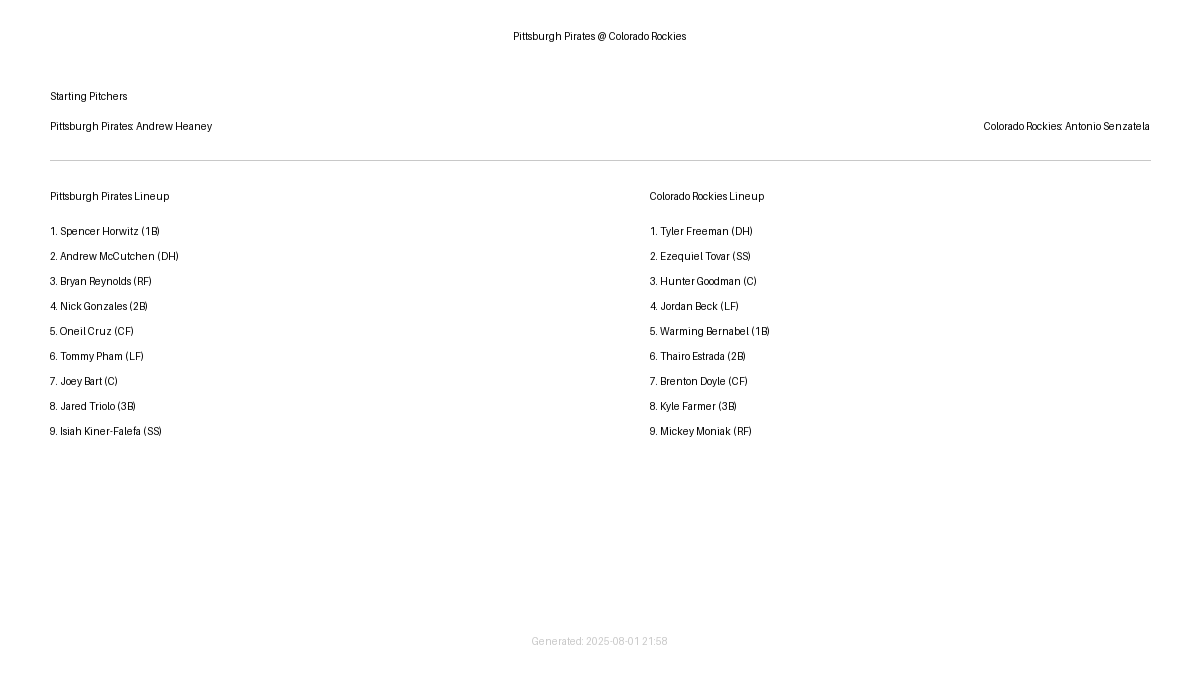 Pittsburgh Pirates @ Colorado Rockies
Starting Pitchers
Pittsburgh Pirates: Andrew Heaney
Colorado Rockies: Antonio Senzatela
Pittsburgh Pirates Lineup
1. Spencer Horwitz (1B)
2. Andrew McCutchen (DH)
3. Bryan Reynolds (RF)
4. Nick Gonzales (2B)
5. Oneil Cruz (CF)
6. Tommy Pham (LF)
7. Joey Bart (C)
8. Jared Triolo (3B)
9. Isiah Kiner-Falefa (SS)
Colorado Rockies Lineup
1. Tyler Freeman (DH)
2. Ezequiel Tovar (SS)
3. Hunter Goodman (C)
4. Jordan Beck (LF)
5. Warming Bernabel (1B)
6. Thairo Estrada (2B)
7. Brenton Doyle (CF)
8. Kyle Farmer (3B)
9. Mickey Moniak (RF)
Generated: 2025-08-01 21:58